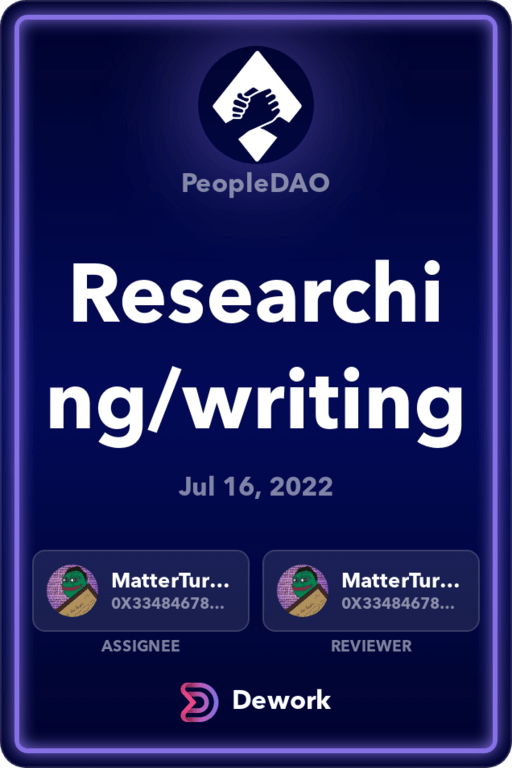 PeopleDAO
Researchi
ng/writing
Jul 16, 2022
MatterTur...
0X33484678...
ASSIGNEE
MatterTur...
0X33484678...
REVIEWER
Dework